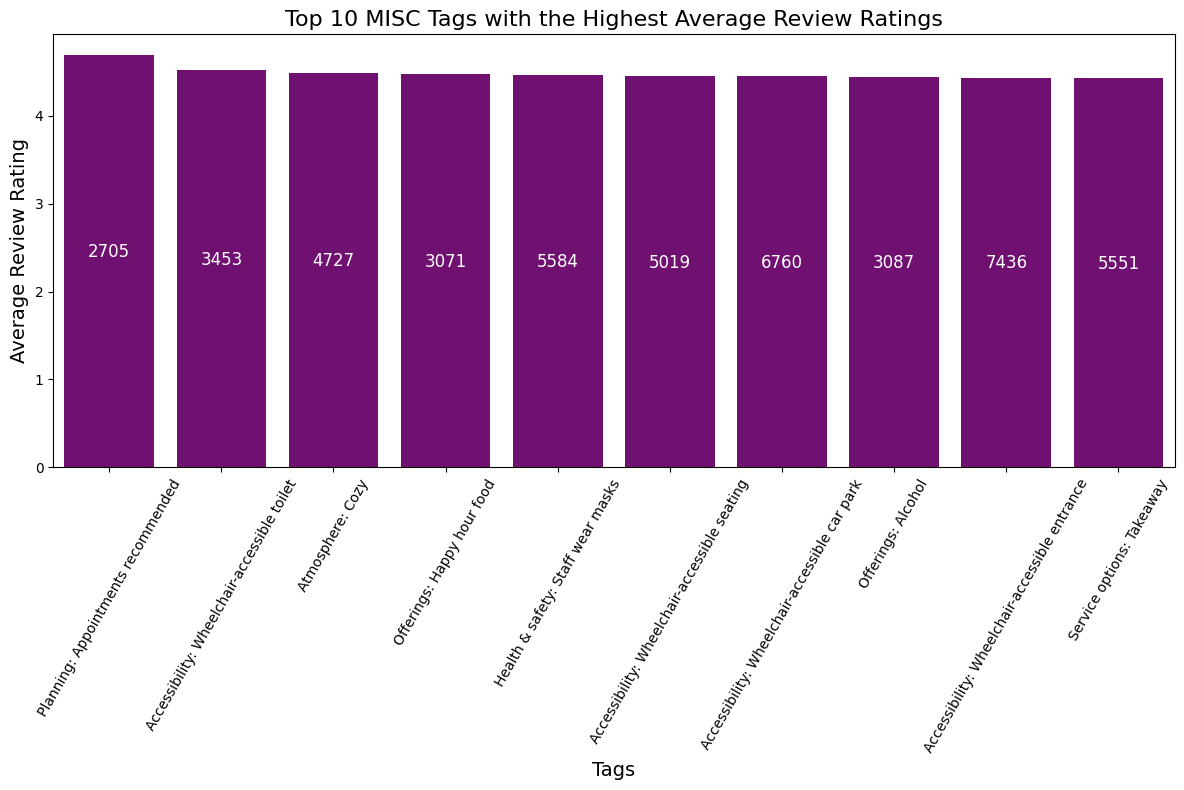 Top 10 MISC Tags with the Highest Average Review Ratings
Average Review Rating
4
3
2
1
0
2705
3453
4727
3071
5584
5019
6760
3087
7436
5551
Planning: Appointments recommended
Accessibility: Wheelchair-accessible toilet
Atmosphere: Cozy
Offerings: Happy hour food
Health & safety: Staff wear masks
Accessibility: Wheelchair-accessible seating
Accessibility: Wheelchair-accessible car park
Offerings: Alcohol
Accessibility: Wheelchair-accessible entrance
Service options: Takeaway
Tags